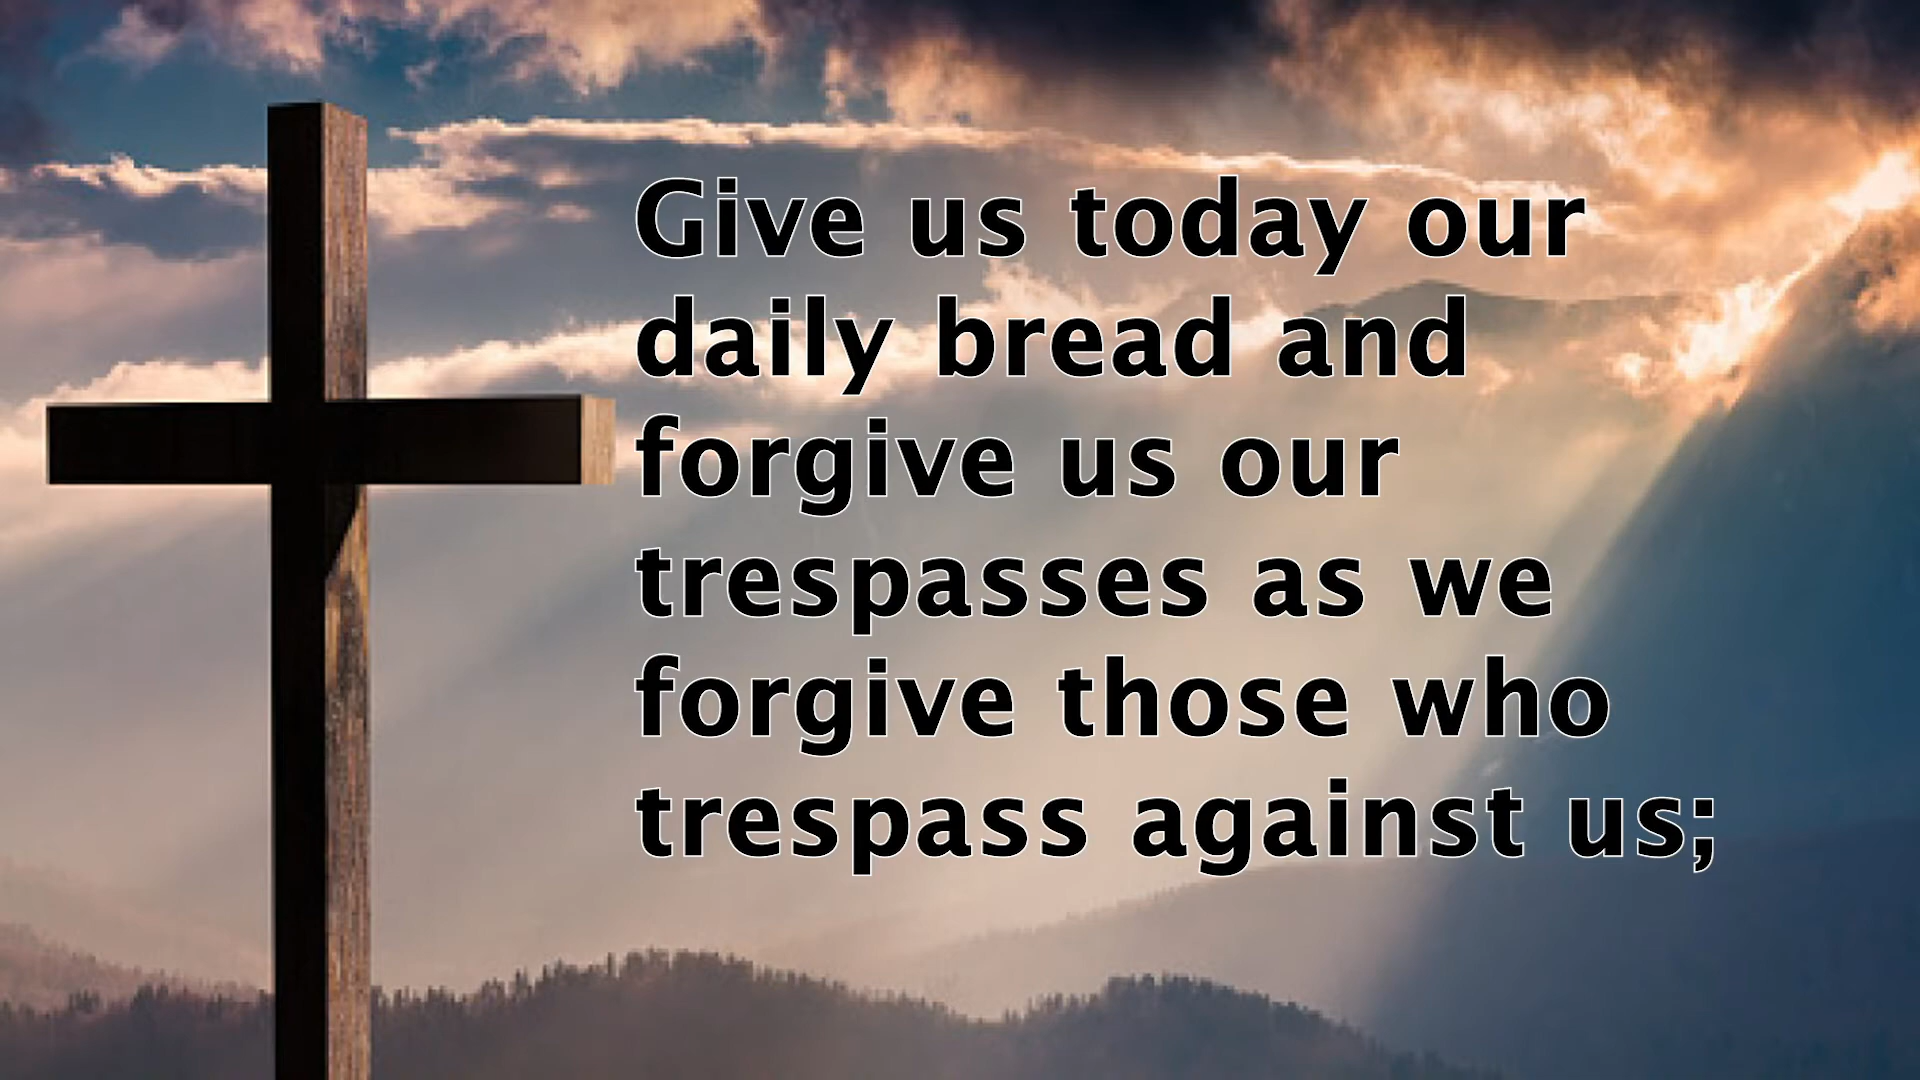 Give us today our
daily bread and
forgive us our
trespasses as we
forgive those who
trespass against us;